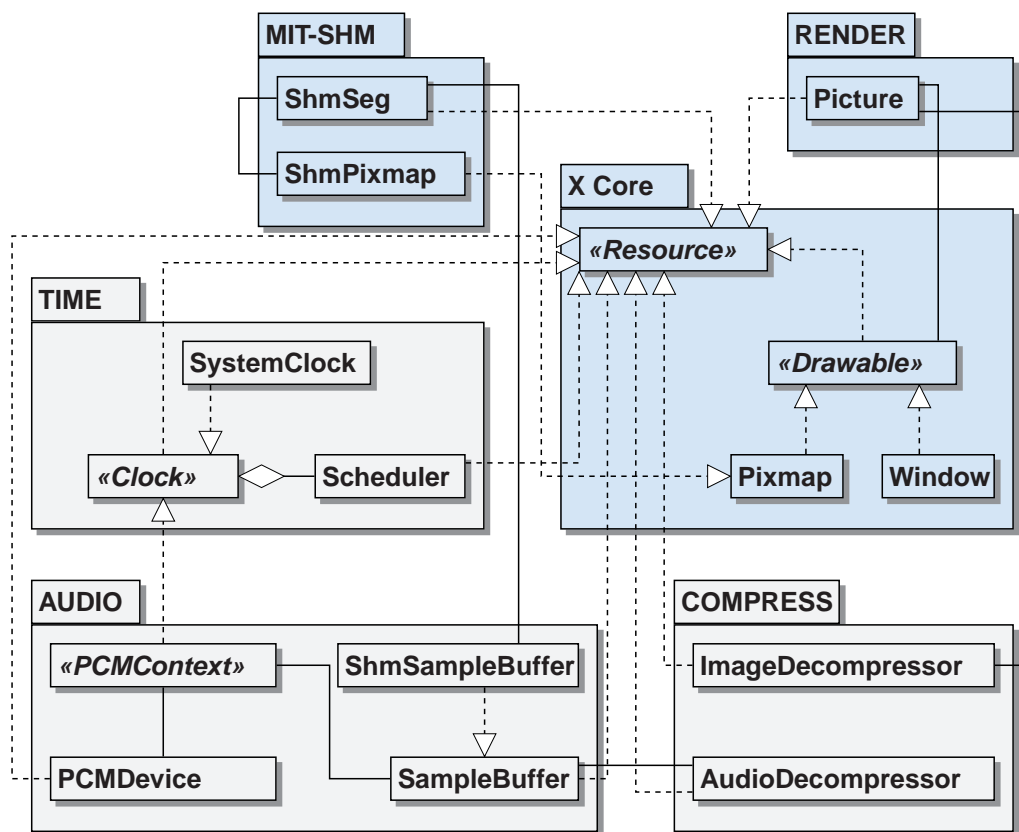 MIT-SHM
RENDER
ShmSeg
Picture
ShmPixmap
X Core
«Resource»
TIME
SystemClock
«Drawable»
«Clock»
Scheduler
Pixmap
Window
AUDIO
COMPRESS
«PCMContext»
ShmSampleBuffer
ImageDecompressor
PCMDevice
SampleBuffer
AudioDecompressor